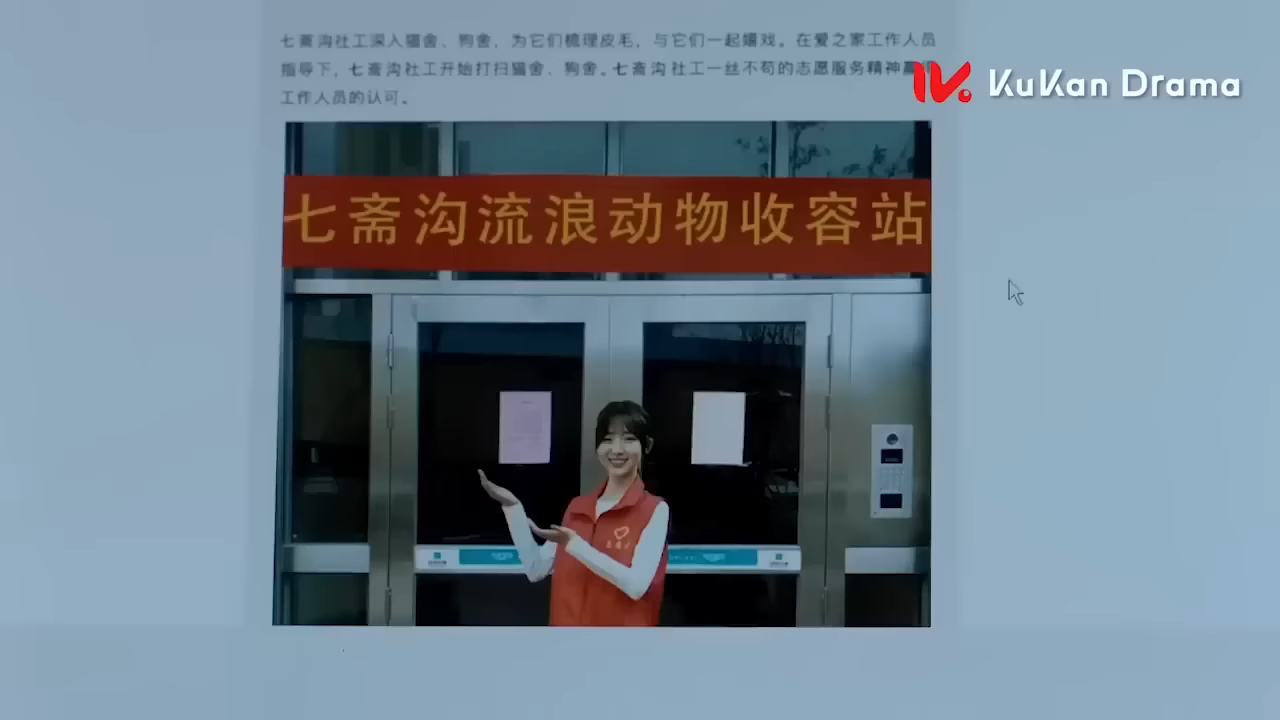 七斋沟社工深入猫舍、狗舍，为它们梳理皮毛，与它们一起嬉戏。在爱之家工作人员
指导下，七斋沟社工开始打扫猫舍、狗舍。七斋沟社工一丝不苟的志愿服务精神
工作人员的认可。
KuKan Drama
七斋沟流浪动物收容站